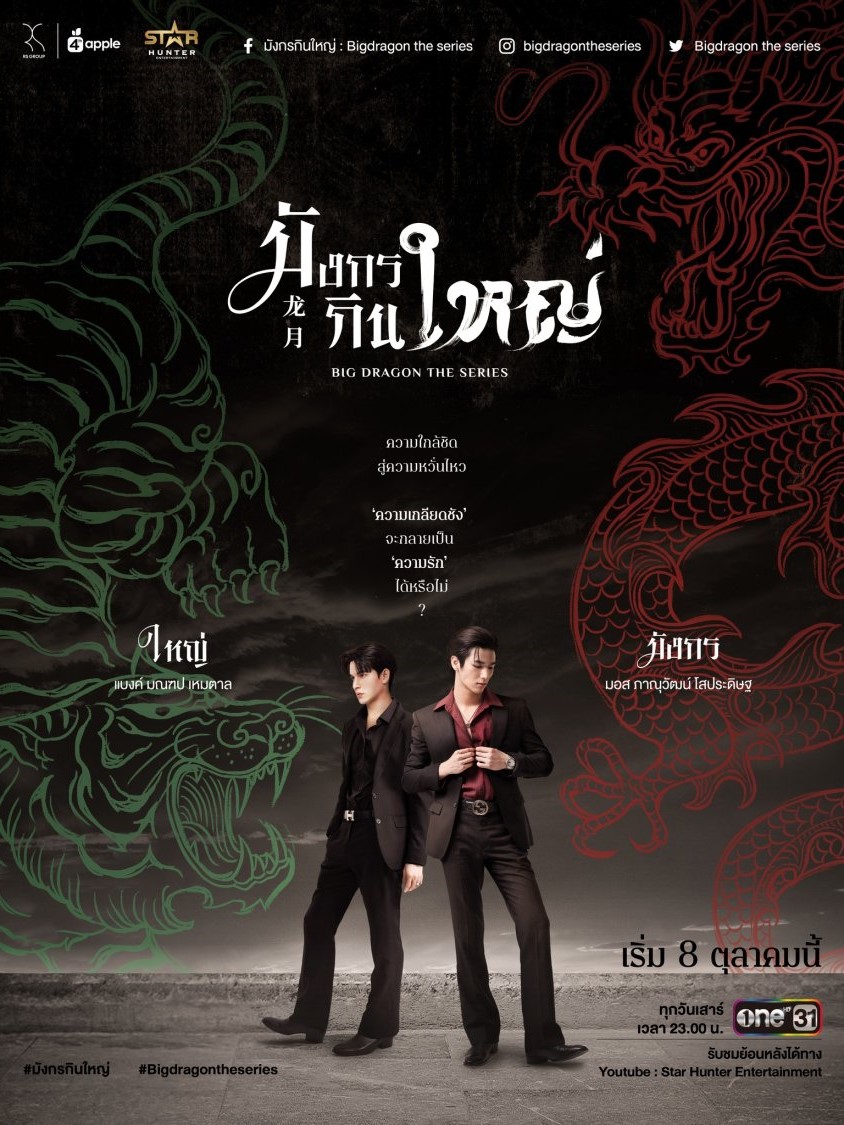 RS GROUP
4 apple
STAR
HUNTER
ENTERTAINMENT
มังกรกินใหญ่ : Bigdragon the series
bigdragontheseries
Bigdragon the series
มังกร
กินใหญ่
龙月
BIG DRAGON THE SERIES
ความใกล้ชิด
สู่ความหวั่นไหว
‘ความเกลียดชัง’
จะกลายเป็น
‘ความรัก’
ได้หรือไม่
?
ใหญ่
แบงค์ มณฑป เหมตาล
มังกร
มอส ภาณุวัฒน์ โสประดิษฐ
เริ่ม 8 ตุลาคมนี้
ทุกวันเสาร์
เวลา 23.00 น.
one HD 31
รับชมย้อนหลังได้ทาง
Youtube : Star Hunter Entertainment
#มังกรกินใหญ่ #Bigdragontheseries